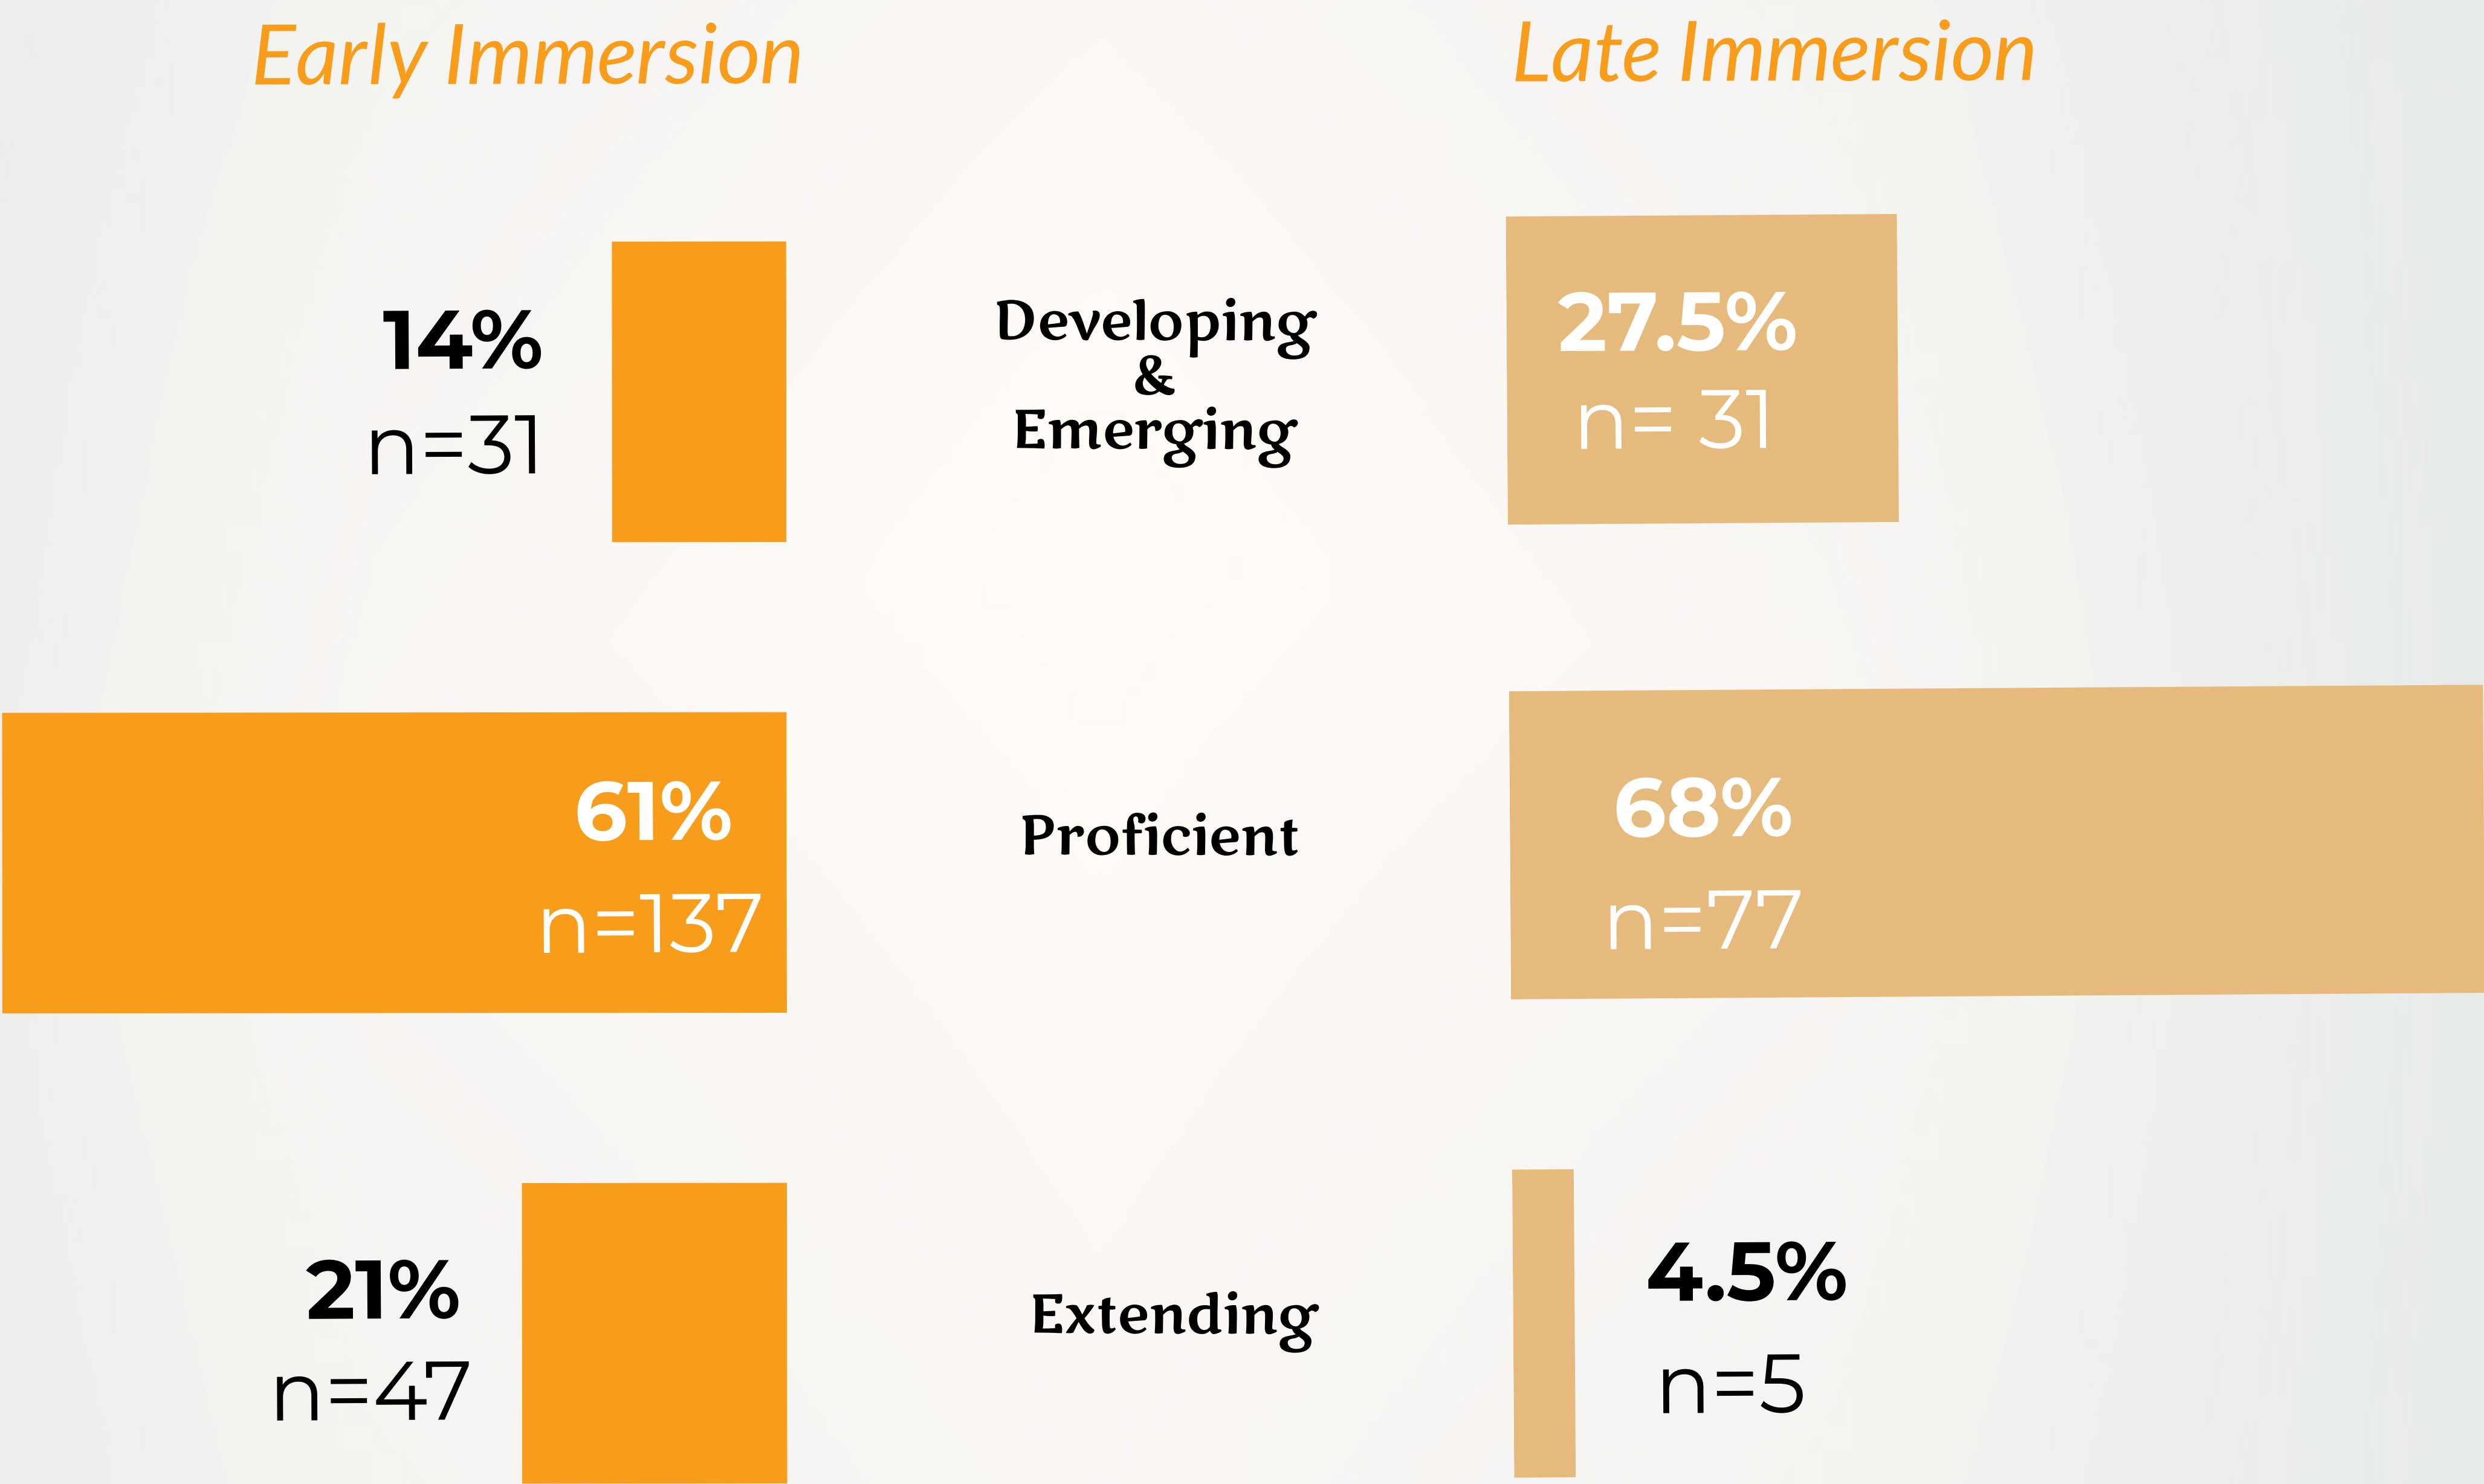 Early Immersion
Late Immersion
14%
n=31
Developing
&
Emerging
27.5%
n= 31
61%
n=137
Proficient
68%
n=77
21%
n=47
Extending
4.5%
n=5